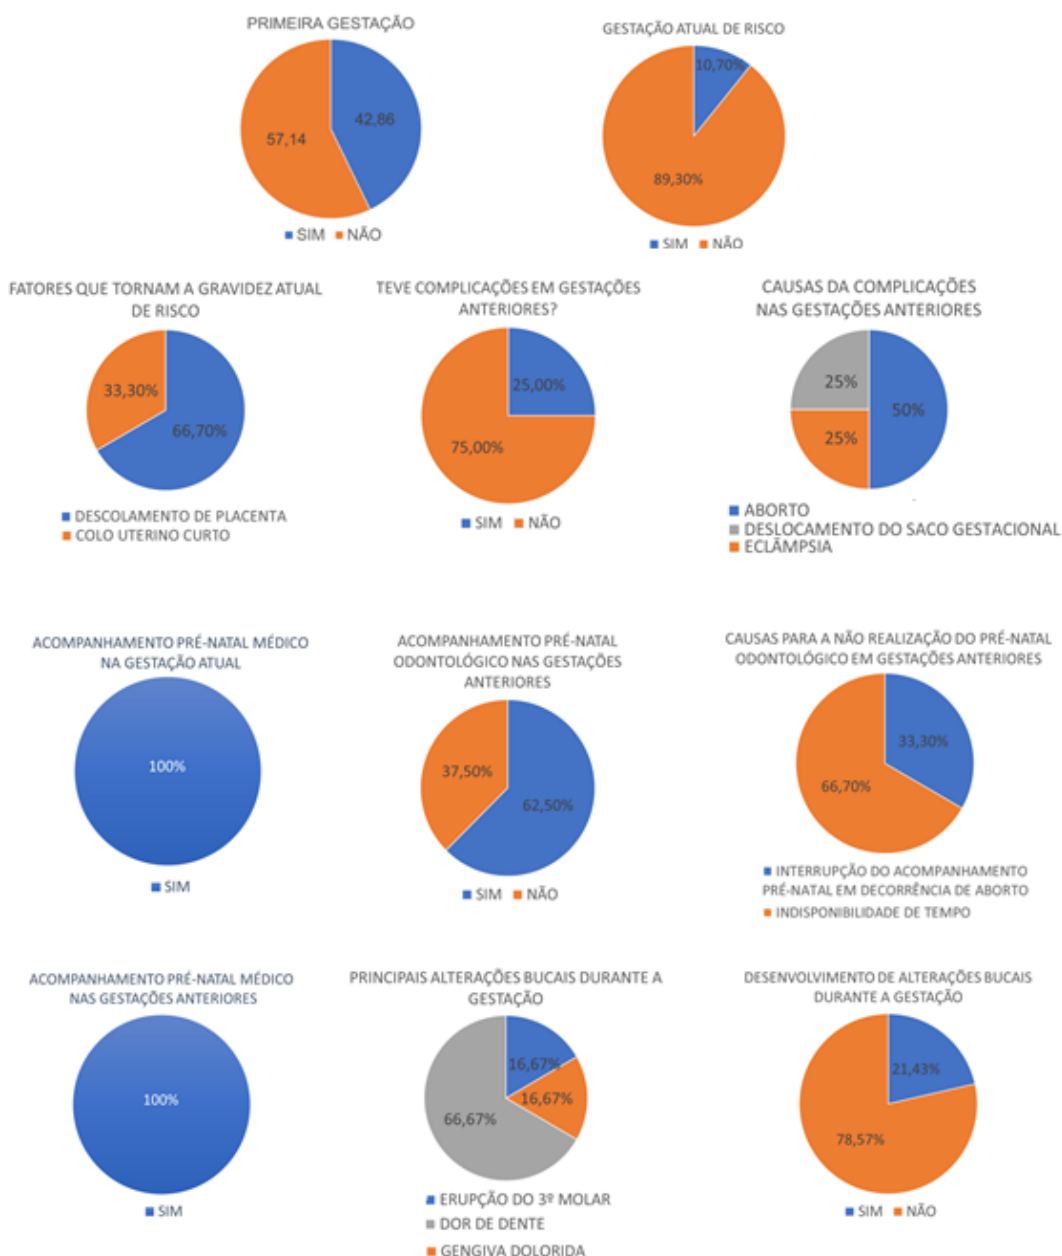 PRIMEIRA GESTAÇÃO
42,86
57,14
SIM NÃO
GESTAÇÃO ATUAL DE RISCO
10,70%
89,30%
SIM NÃO
FATORES QUE TORNAM A GRAVIDEZ ATUAL
DE RISCO
33,30%
66,70%
DESCOLAMENTO DE PLACENTA
COLO UTERINO CURTO
TEVE COMPLICAÇÕES EM GESTAÇÕES
ANTERIORES?
25,00%
75,00%
SIM NÃO
CAUSAS DA COMPLICAÇÕES
NAS GESTAÇÕES ANTERIORES
25%
50%
25%
ABORTO
DESLOCAMENTO DO SACO GESTACIONAL
ECLÂMPSIA
ACOMPANHAMENTO PRÉ-NATAL MÉDICO
NA GESTAÇÃO ATUAL
100%
SIM
ACOMPANHAMENTO PRÉ-NATAL
ODONTOLÓGICO NAS GESTAÇÕES
ANTERIORES
37,50%
62,50%
SIM NÃO
CAUSAS PARA A NÃO REALIZAÇÃO DO PRÉ-NATAL
ODONTOLÓGICO EM GESTAÇÕES ANTERIORES
33,30%
66,70%
INTERRUPÇÃO DO ACOMPANHAMENTO
PRÉ-NATAL EM DECORRÊNCIA DE ABORTO
INDISPONIBILIDADE DE TEMPO
ACOMPANHAMENTO PRÉ-NATAL MÉDICO
NAS GESTAÇÕES ANTERIORES
100%
SIM
PRINCIPAIS ALTERAÇÕES BUCAIS DURANTE A
GESTAÇÃO
16,67%
16,67%
66,67%
ERUPÇÃO DO 3º MOLAR
DOR DE DENTE
GENGIVA DOLORIDA
DESENVOLVIMENTO DE ALTERAÇÕES BUCAIS
DURANTE A GESTAÇÃO
21,43%
78,57%
SIM NÃO